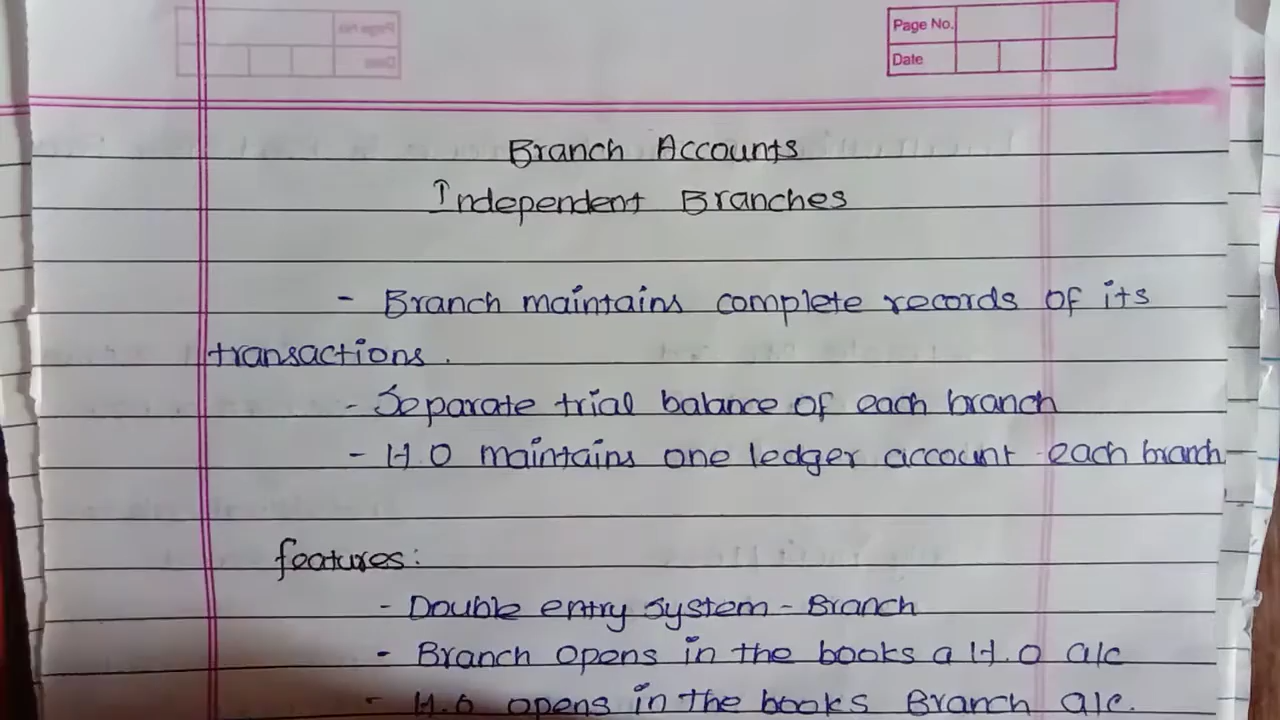 Page No.
Date
Branch Accounts
Independent Branches
- Branch maintains complete records of its
transactions.
- Separate trial balance of each branch
- H.O maintains one ledger account each branch
features:
- Double entry system - Branch
- Branch opens in the books a H.O a/c
- H.O opens in the books Branch a/c.